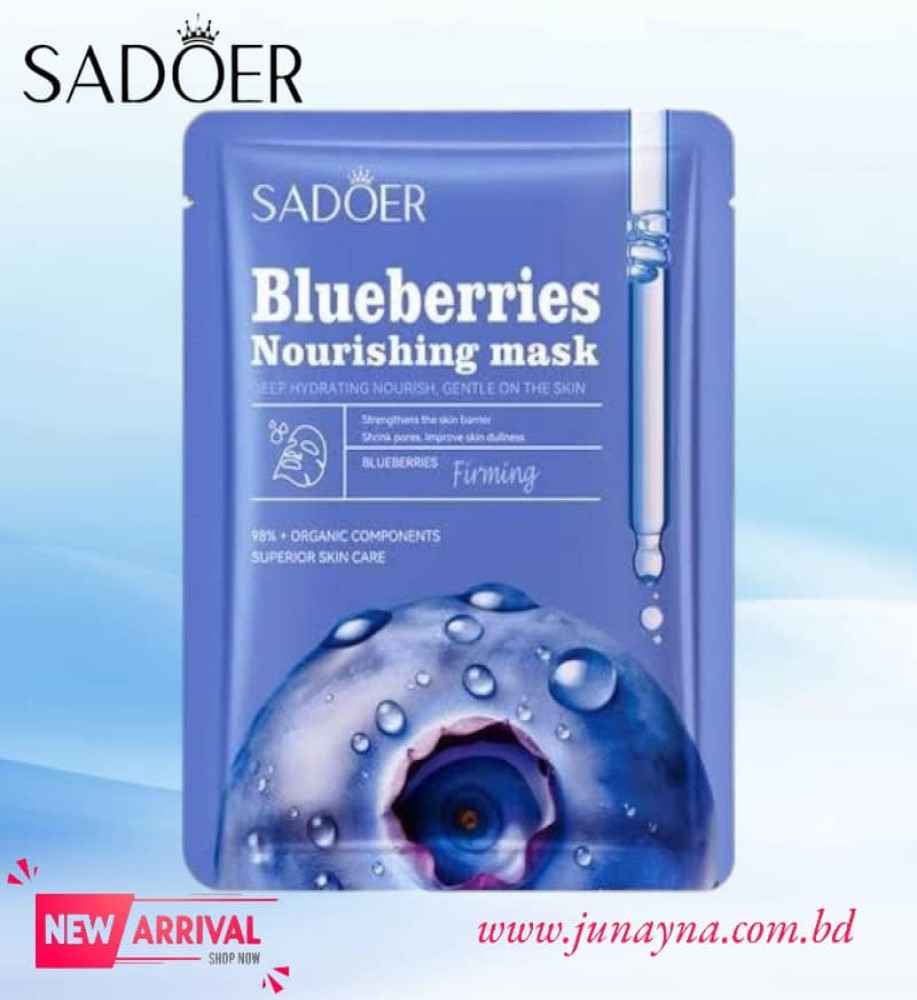 SADOER
SADOER
Blueberries
Nourishing mask
DEEP HYDRATING NOURISH, GENTLE ON THE SKIN
Strengthens the skin barrier
Shrink pores, Improve skin dullness
BLUEBERRIES Firming
98% + ORGANIC COMPONENTS
SUPERIOR SKIN CARE
NEW ARRIVAL
SHOP NOW
www.junayna.com.bd